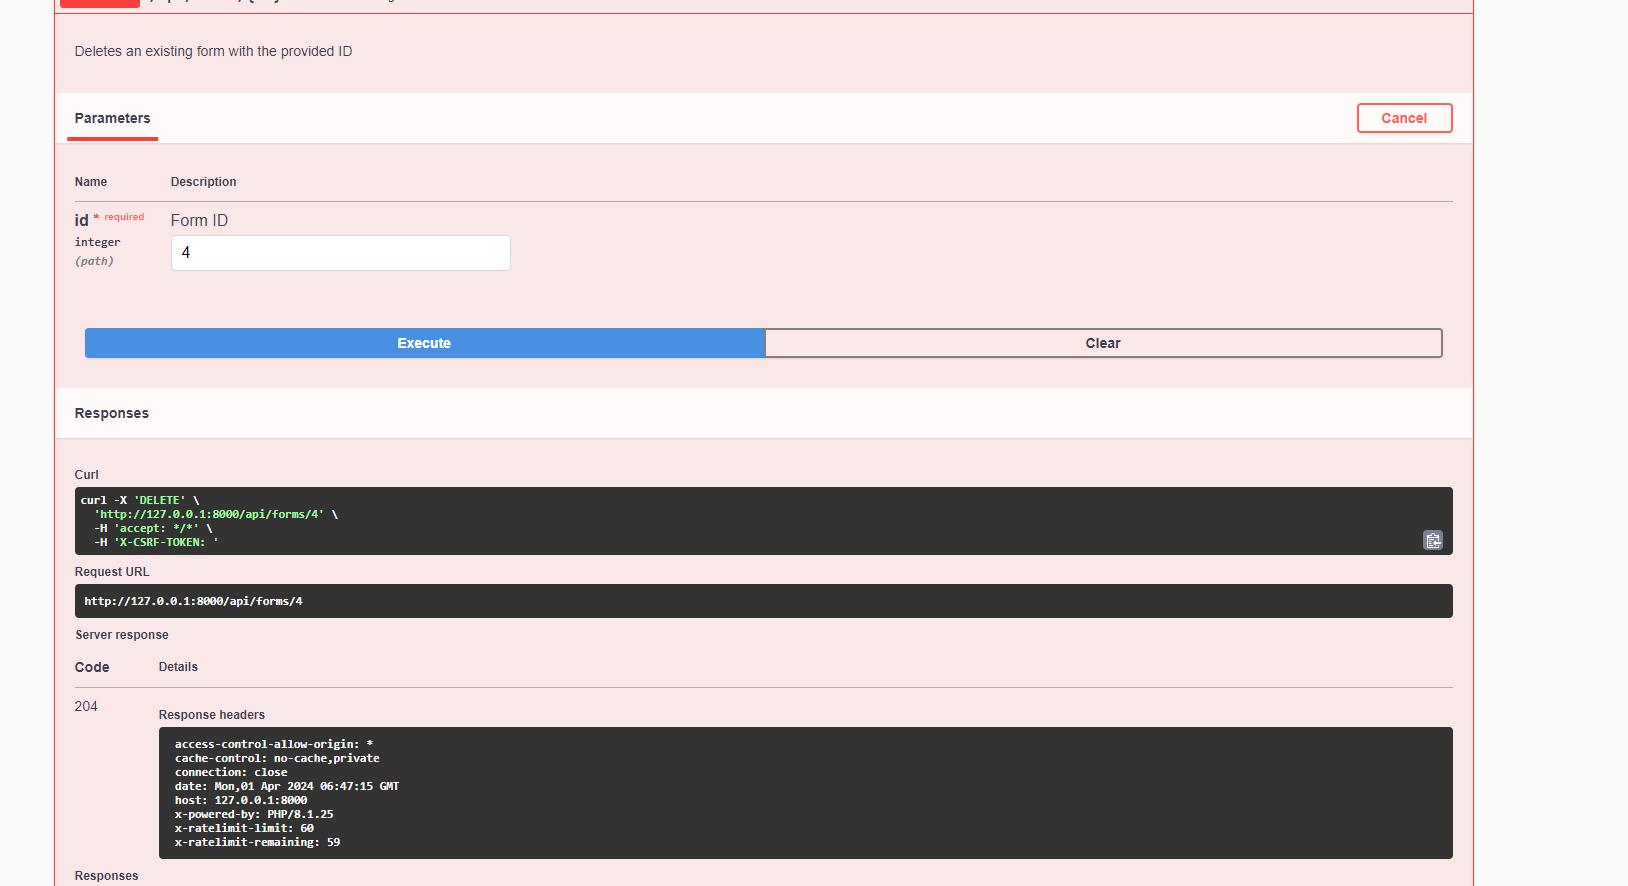 Deletes an existing form with the provided ID
Parameters
Cancel
Name Description
id * required
integer
(path)
Form ID
4
Execute
Clear
Responses
Curl
curl -X 'DELETE' \
'http://127.0.0.1:8000/api/forms/4' \
-H 'accept: */*' \
-H 'X-CSRF-TOKEN: '
Request URL
http://127.0.0.1:8000/api/forms/4
Server response
Code Details
204
Response headers
access-control-allow-origin: *
cache-control: no-cache,private
connection: close
date: Mon,01 Apr 2024 06:47:15 GMT
host: 127.0.0.1:8000
x-powered-by: PHP/8.1.25
x-ratelimit-limit: 60
x-ratelimit-remaining: 59
Responses